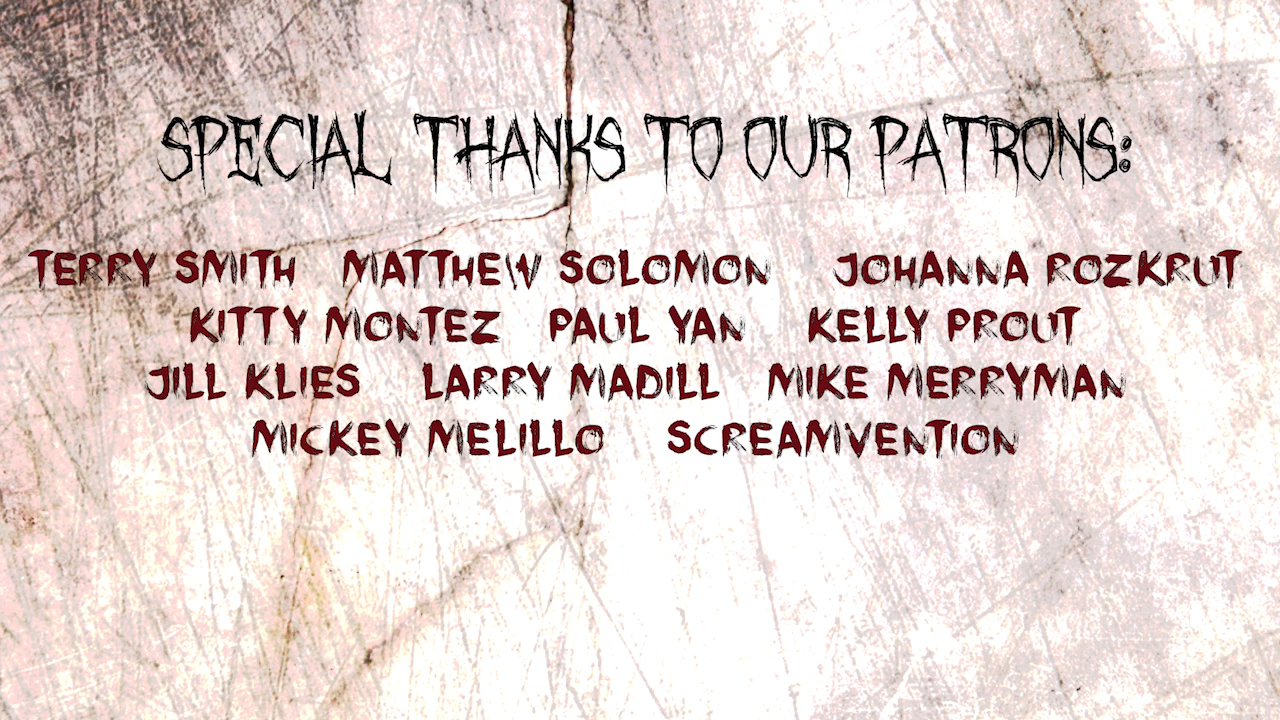 SPECIAL THANKS TO OUR PATRONS:
TERRY SMITH MATTHEW SOLOMON JOHANNA ROZKRUT
KITTY MONTEZ PAUL YAN KELLY PROUT
JILL KLIES LARRY MADILL MIKE MERRYMAN
MICKEY MELILLO SCREAMVENTION